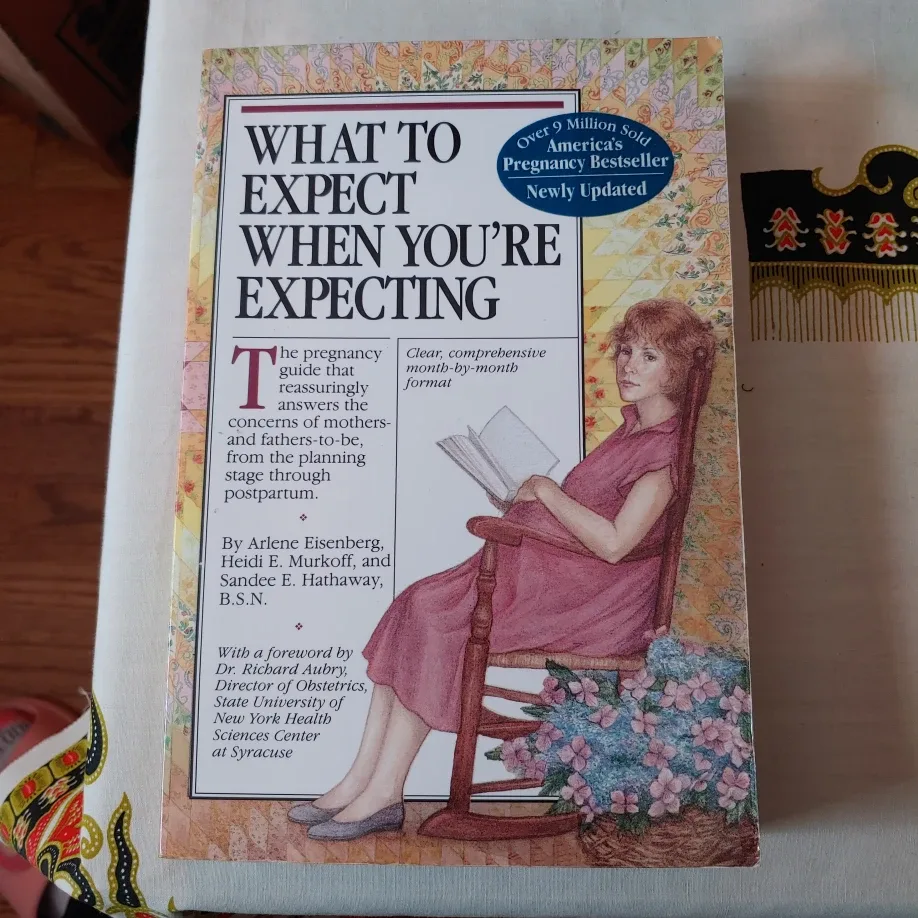 WHAT TO
EXPECT
WHEN YOU'RE
EXPECTING
Over 9 Million Sold
America's
Pregnancy Bestseller
Newly Updated
The pregnancy
guide that
reassuringly
answers the
concerns of mothers-
and fathers-to-be,
from the planning
stage through
postpartum.
Clear, comprehensive
month-by-month
format
By Arlene Eisenberg,
Heidi E. Murkoff, and
Sandee E. Hathaway,
B.S.N.
With a foreword by
Dr. Richard Aubry,
Director of Obstetrics,
State University of
New York Health
Sciences Center
at Syracuse